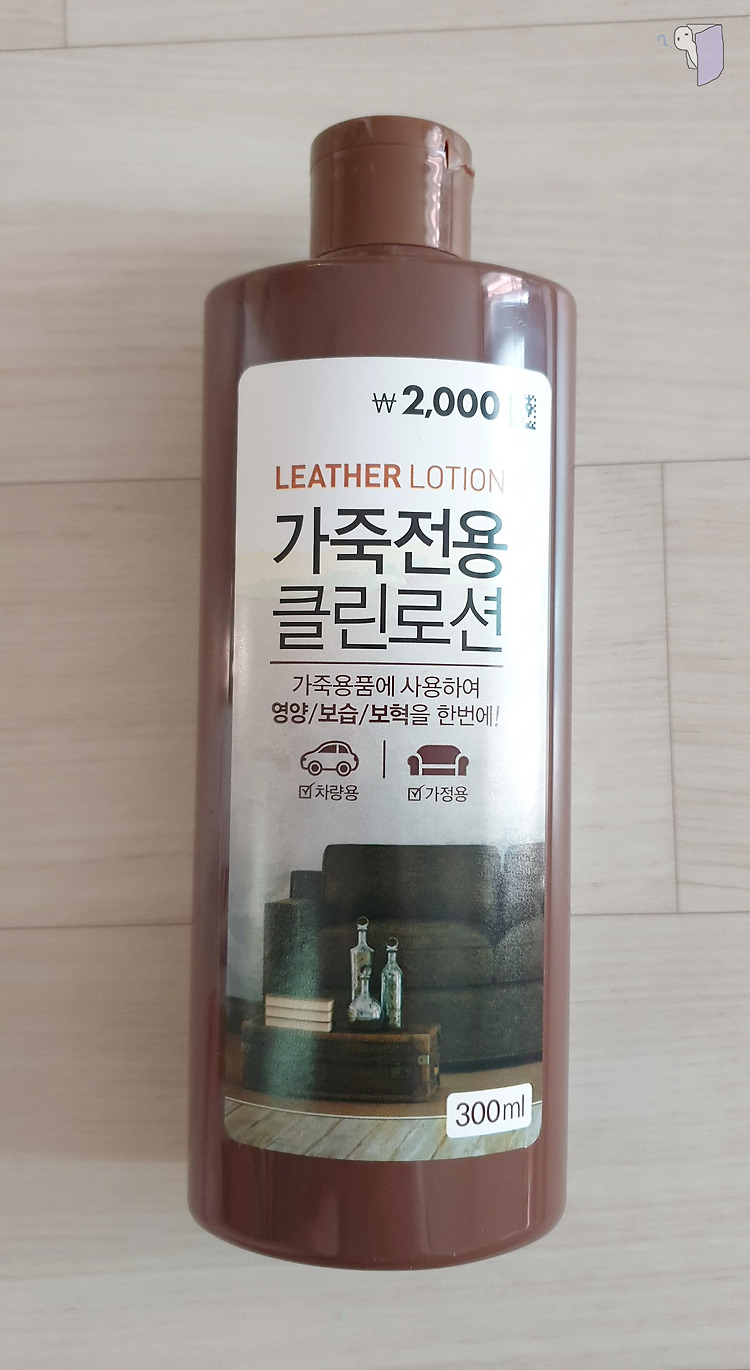 ₩2,000
LEATHER LOTION
가죽전용
클린로션
가죽용품에 사용하여
영양/보습/보혁을 한번에!
☑차량용 ☑가정용
300ml